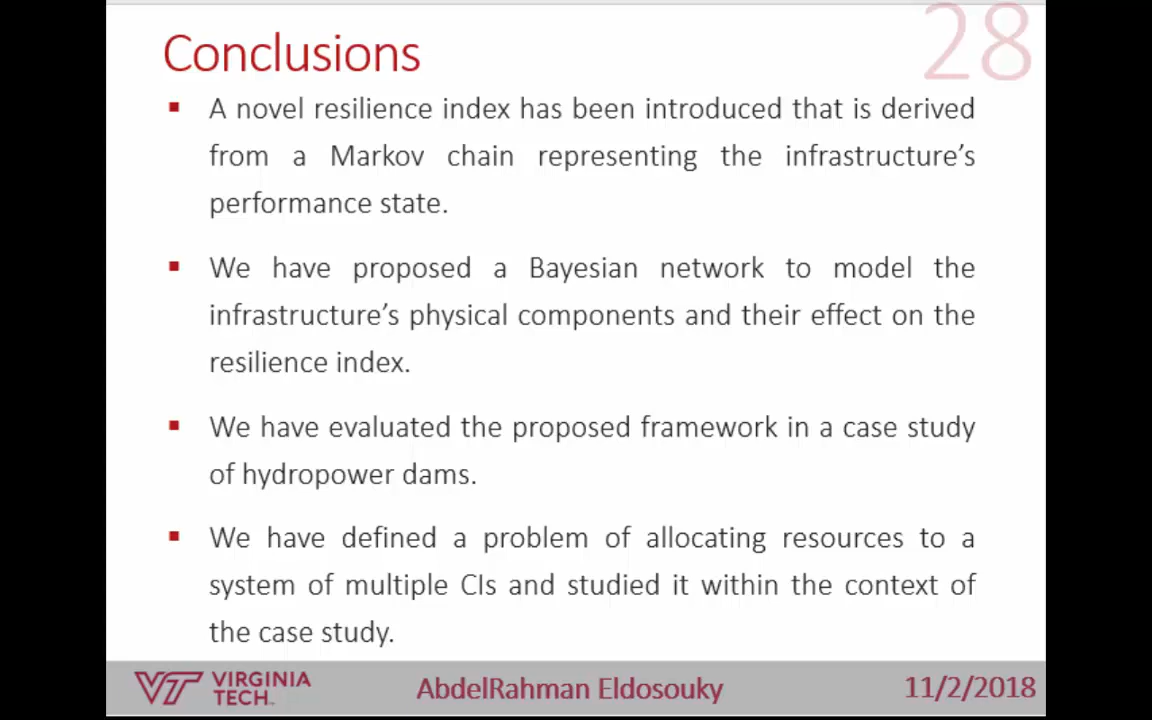 28
Conclusions
▪ A novel resilience index has been introduced that is derived
from a Markov chain representing the infrastructure’s
performance state.
▪ We have proposed a Bayesian network to model the
infrastructure’s physical components and their effect on the
resilience index.
▪ We have evaluated the proposed framework in a case study
of hydropower dams.
▪ We have defined a problem of allocating resources to a
system of multiple CIs and studied it within the context of
the case study.
VT VIRGINIA
TECH™
AbdelRahman Eldosouky
11/2/2018